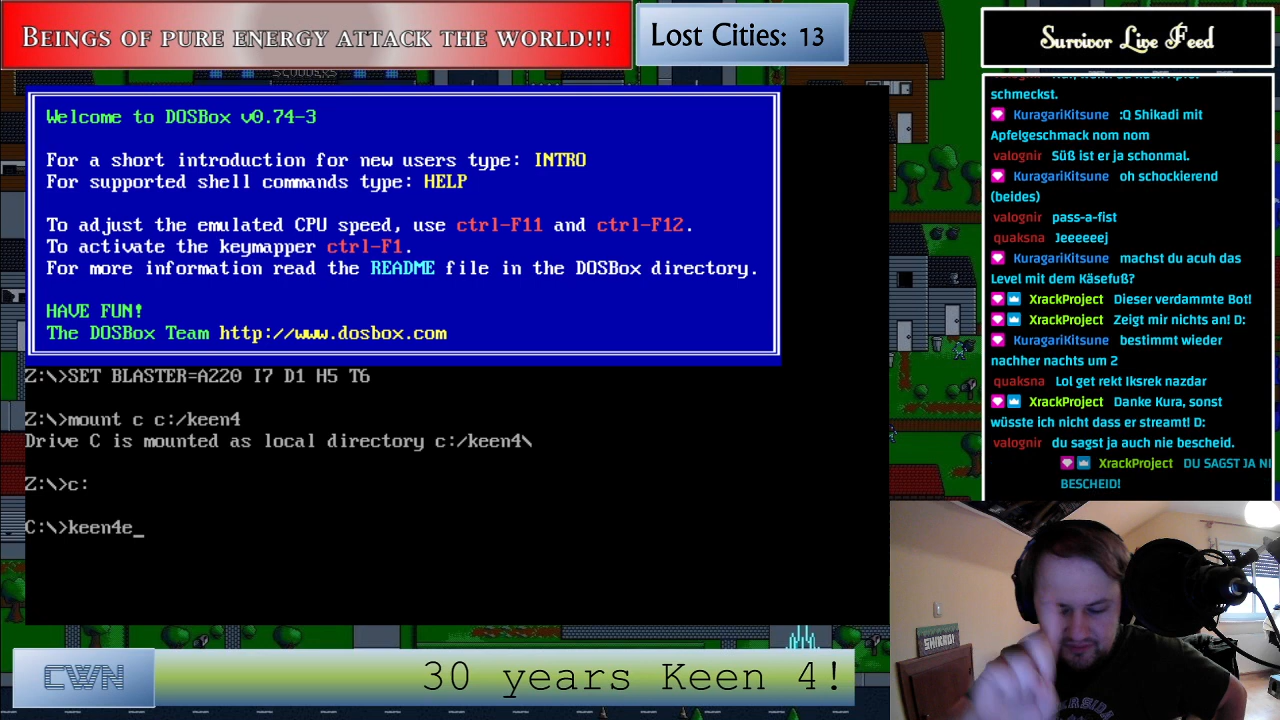 BEINGS OF PURE ENERGY ATTACK THE WORLD!!!
Lost Cities: 13
Survivor Live Feed
Welcome to DOSBox v0.74-3
For a short introduction for new users type: INTRO
For supported shell commands type: HELP
To adjust the emulated CPU speed, use ctrl-F11 and ctrl-F12.
To activate the keymapper ctrl-F1.
For more information read the README file in the DOSBox directory.
HAVE FUN!
The DOSBox Team http://www.dosbox.com
Z:\>SET BLASTER=A220 I7 D1 H5 T6
Z:\>mount c c:/keen4
Drive C is mounted as local directory c:/keen4\
Z:\>c:
C:\>keen4e_
schmeckst.
KuragariKitsune :Q Shikadi mit
Apfelgeschmack nom nom
valognir Süß ist er ja schonmal.
KuragariKitsune oh schockierend
(beides)
valognir pass-a-fist
quaksna Jeeeeeej
KuragariKitsune machst du acuh das
Level mit dem Käsefuß?
XrackProject Dieser verdammte Bot!
XrackProject Zeigt mir nichts an! D:
KuragariKitsune bestimmt wieder
nachher nachts um 2
quaksna Lol get rekt Iksrek nazdar
XrackProject Danke Kura, sonst
wüsste ich nicht dass er streamt! D:
valognir du sagst ja auch nie bescheid.
XrackProject DU SAGST JA NI
BESCHEID!
CWN
30 years Keen 4!